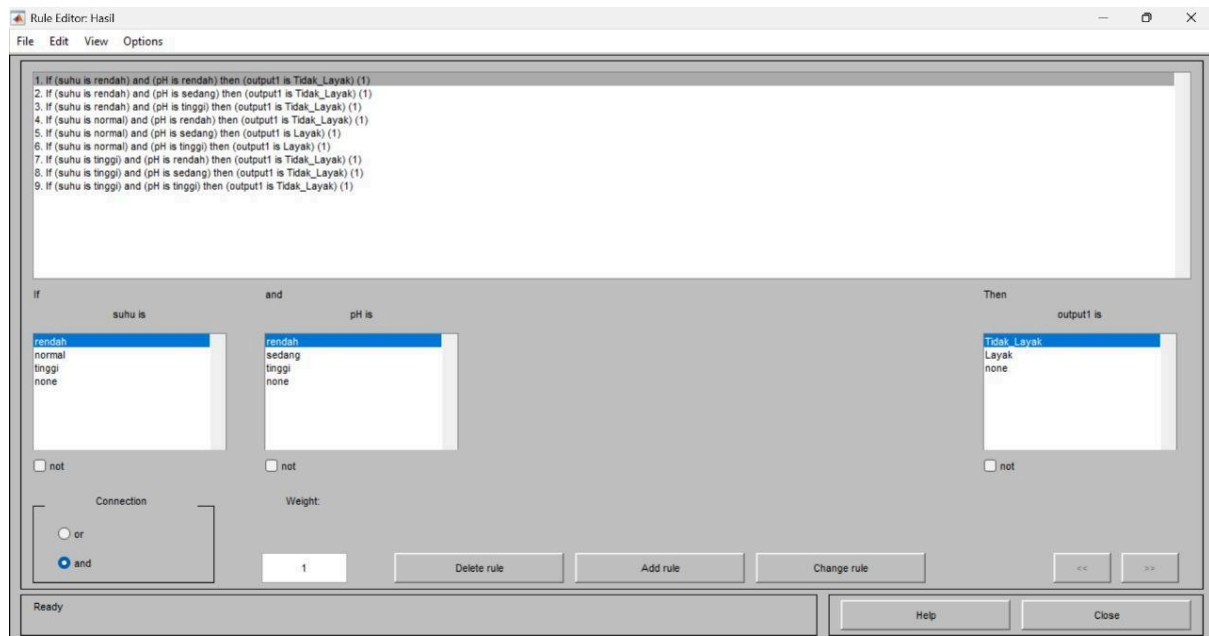 Rule Editor: Hasil
File Edit View Options
1. If (suhu is rendah) and (pH is rendah) then (output1 is Tidak_Layak) (1)
2. If (suhu is rendah) and (pH is sedang) then (output1 is Tidak_Layak) (1)
3. If (suhu is rendah) and (pH is tinggi) then (output1 is Tidak_Layak) (1)
4. If (suhu is normal) and (pH is rendah) then (output1 is Tidak_Layak) (1)
5. If (suhu is normal) and (pH is sedang) then (output1 is Layak) (1)
6. If (suhu is normal) and (pH is tinggi) then (output1 is Layak) (1)
7. If (suhu is tinggi) and (pH is rendah) then (output1 is Tidak_Layak) (1)
8. If (suhu is tinggi) and (pH is sedang) then (output1 is Tidak_Layak) (1)
9. If (suhu is tinggi) and (pH is tinggi) then (output1 is Tidak_Layak) (1)
If and Then
suhu is pH is output1 is
rendah rendah Tidak_Layak
normal sedang Layak
tinggi tinggi none
none none
not not not
Connection Weight:
or
and 1 Delete rule Add rule Change rule << >>
Ready Help Close